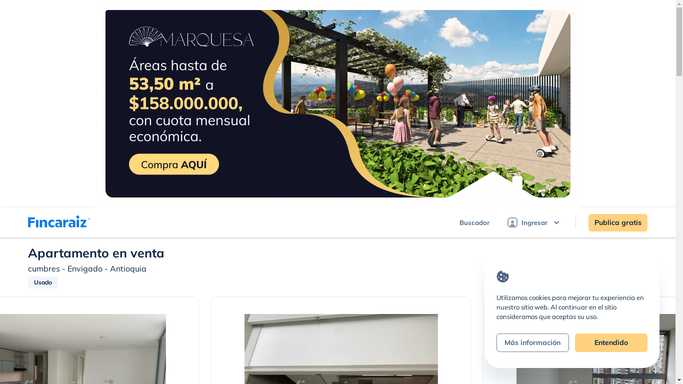 MARQUESA
Áreas hasta de
53,50 m² a
$158.000.000,
con cuota mensual
económica.
Compra AQUÍ
Fincaraiz
Buscador
Ingresar
Publica gratis
Apartamento en venta
cumbres - Envigado - Antioquia
Usado
Utilizamos cookies para mejorar tu experiencia en
nuestro sitio web. Al continuar en el sitio
consideramos que aceptas su uso.
Más información
Entendido